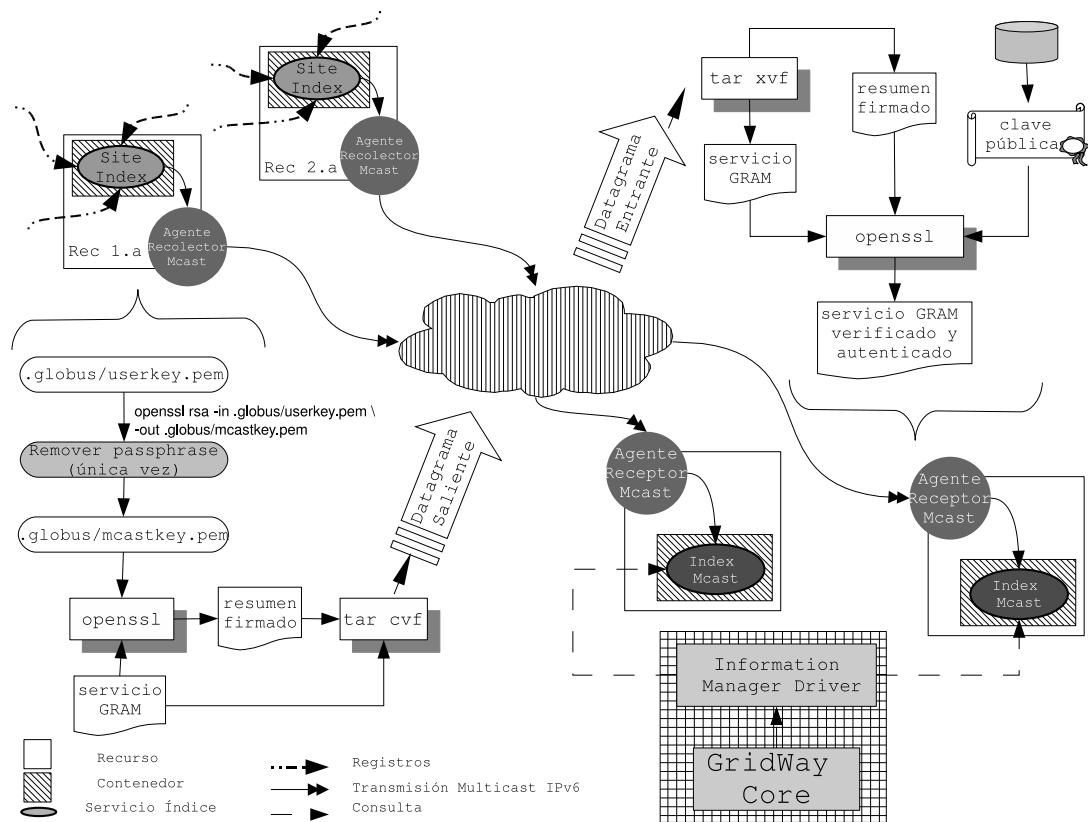 Site
Index
Rec 2.a
Agente
Recolector
Mcast
Site
Index
Rec 1.a
Agente
Recolector
Mcast
tar xvf
resumen
firmado
clave
pública
servicio
GRAM
openssl
servicio GRAM
verificado y
autenticado
Datagrama
Entrante
.globus/userkey.pem
openssl rsa -in .globus/userkey.pem \
-out .globus/mcastkey.pem
Remover passphrase
(única vez)
.globus/mcastkey.pem
openssl
resumen
firmado
tar cvf
servicio
GRAM
Datagrama
Saliente
Agente
Receptor
Mcast
Index
Mcast
Agente
Receptor
Mcast
Index
Mcast
Information
Manager Driver
GridWay
Core
Recurso
Contenedor
Servicio Índice
Registros
Transmisión Multicast IPv6
Consulta